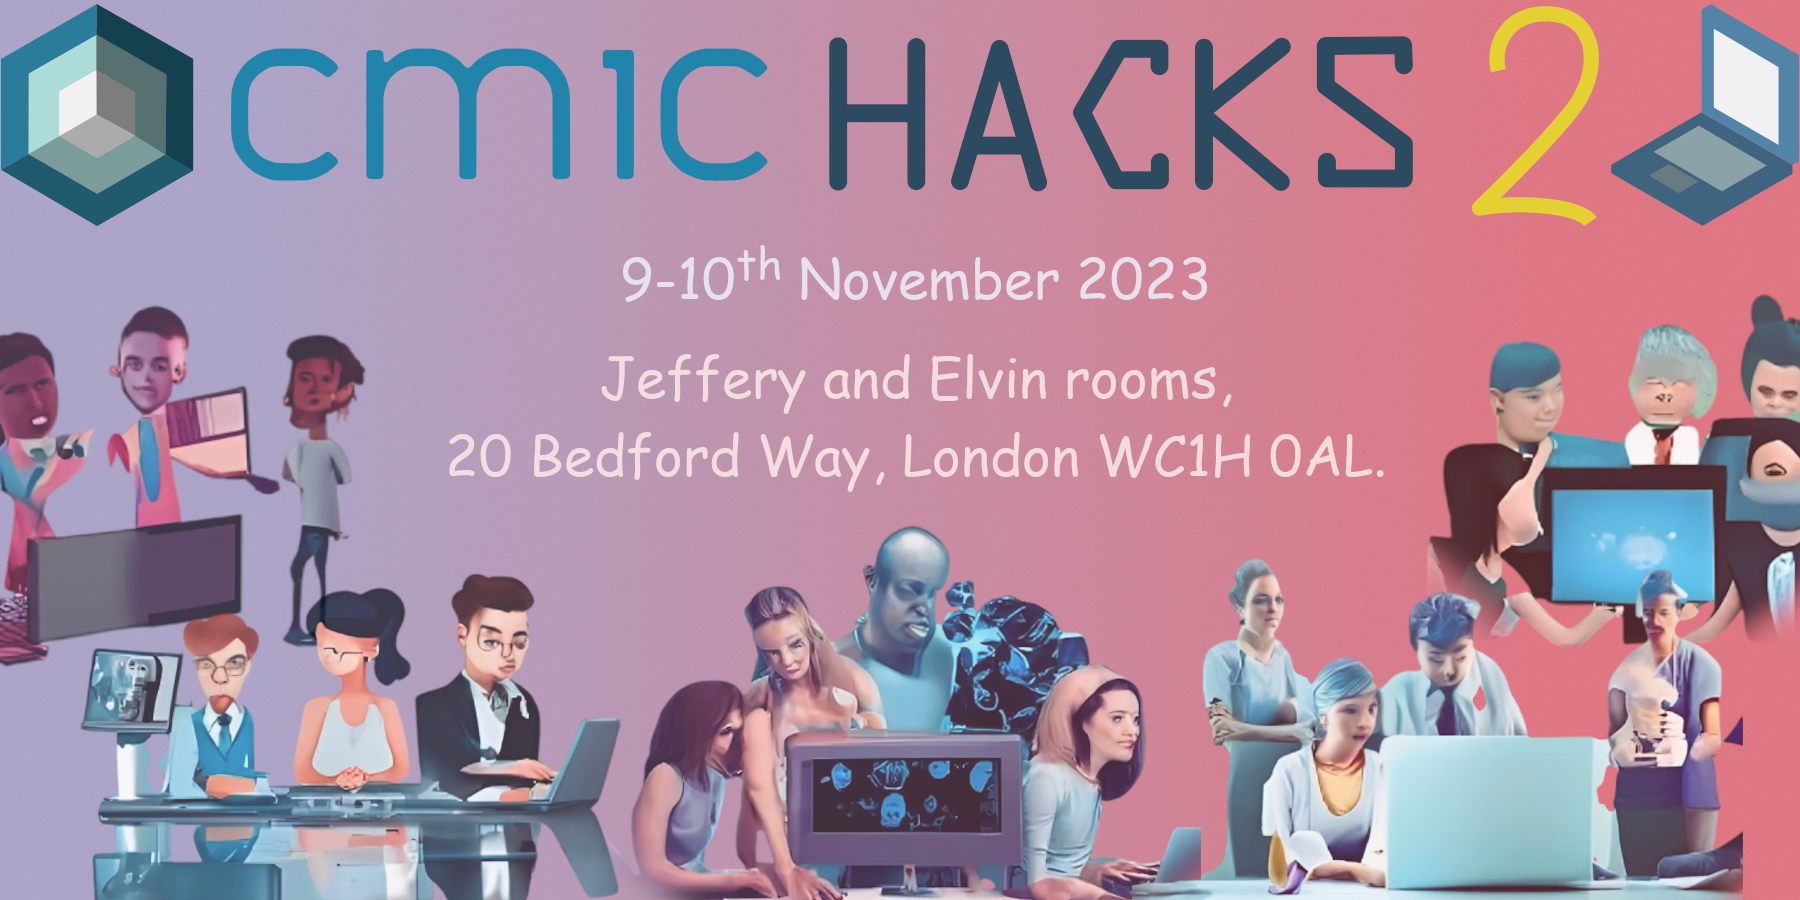 cmic HACKS 2
9-10th November 2023
Jeffery and Elvin rooms,
20 Bedford Way, London WC1H 0AL.